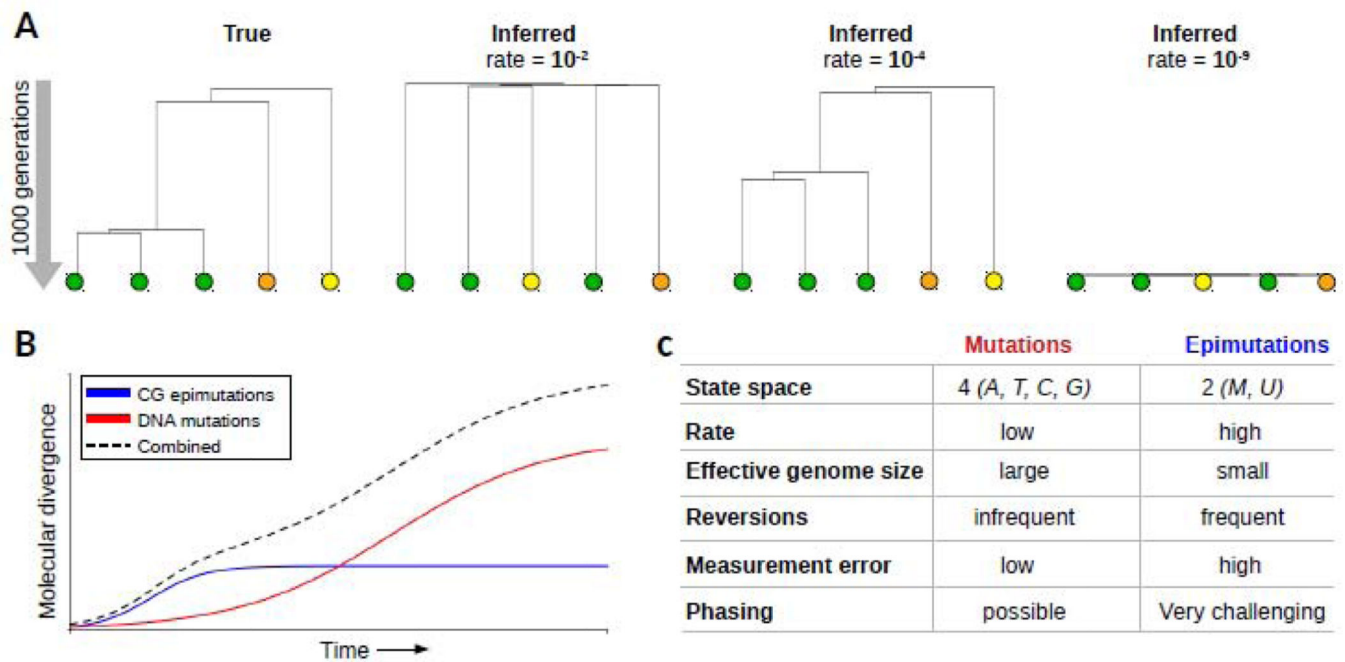 A
True
Inferred
rate = 10⁻²
Inferred
rate = 10⁻⁴
Inferred
rate = 10⁻⁹
1000 generations
B
CG epimutations
DNA mutations
Combined
Molecular divergence
Time
C
Mutations Epimutations
State space 4 (A, T, C, G) 2 (M, U)
Rate low high
Effective genome size large small
Reversions infrequent frequent
Measurement error low high
Phasing possible Very challenging